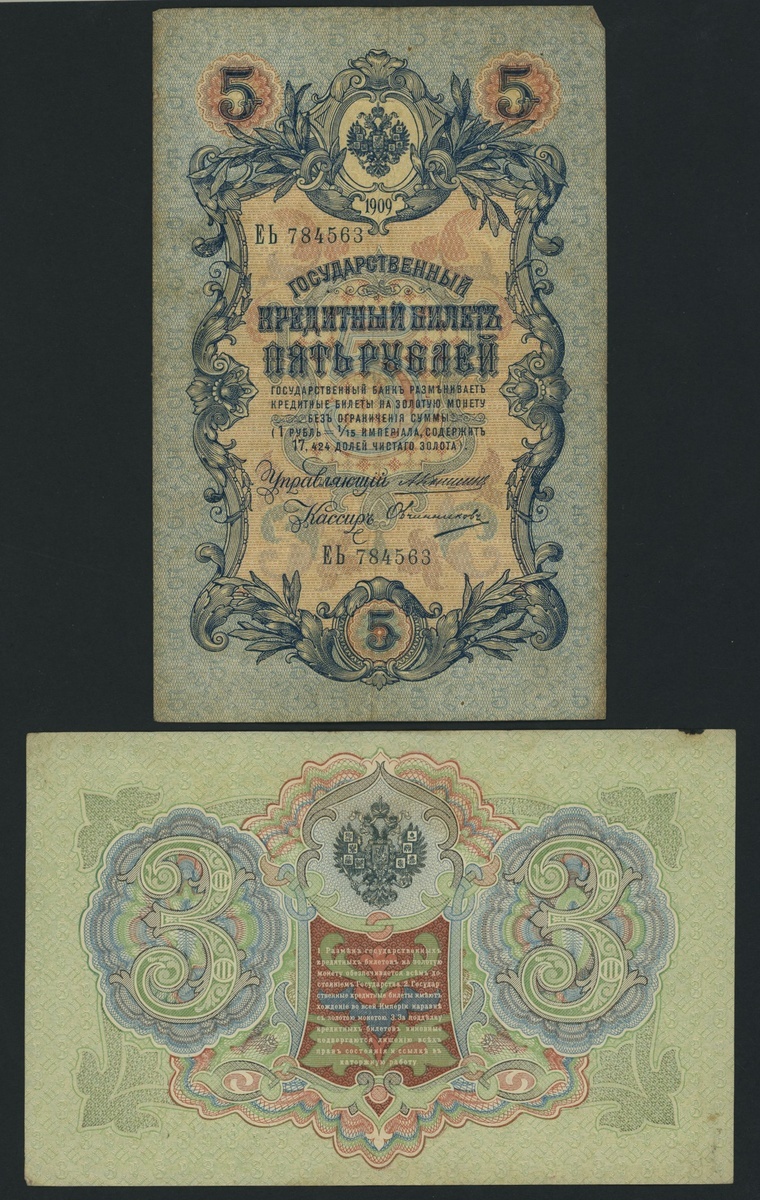 5 5
1909
ЕЬ 784563
ГОСУДАРСТВЕННЫЙ
КРЕДИТНЫЙ БИЛЕТЪ
ПЯТЬ РУБЛЕЙ
ГОСУДАРСТВЕННЫЙ БАНКЪ РАЗМѢНИВАЕТЪ
КРЕДИТНЫЕ БИЛЕТЫ НА ЗОЛОТУЮ МОНЕТУ
БЕЗЪ ОГРАНИЧЕНІЯ СУММЫ.
(1 РУБЛЬ = 1/15 ИМПЕРІАЛА, СОДЕРЖИТЪ
17,424 ДОЛЕЙ ЧИСТАГО ЗОЛОТА).
Управляющій А.Коншинъ
Кассиръ Овчинниковъ
ЕЬ 784563
5
3 3
1. Размѣнъ государственныхъ
кредитныхъ билетовъ на золотую
монету обезпечивается всѣмъ до-
стояніемъ Государства. 2. Государ-
ственные кредитные билеты имѣютъ
хожденіе во всей Имперіи наравнѣ
съ золотою монетою. 3. За поддѣлку
кредитныхъ билетовъ виновные
подвергаются лишенію всѣхъ
правъ состоянія и ссылкѣ въ
каторжную работу.